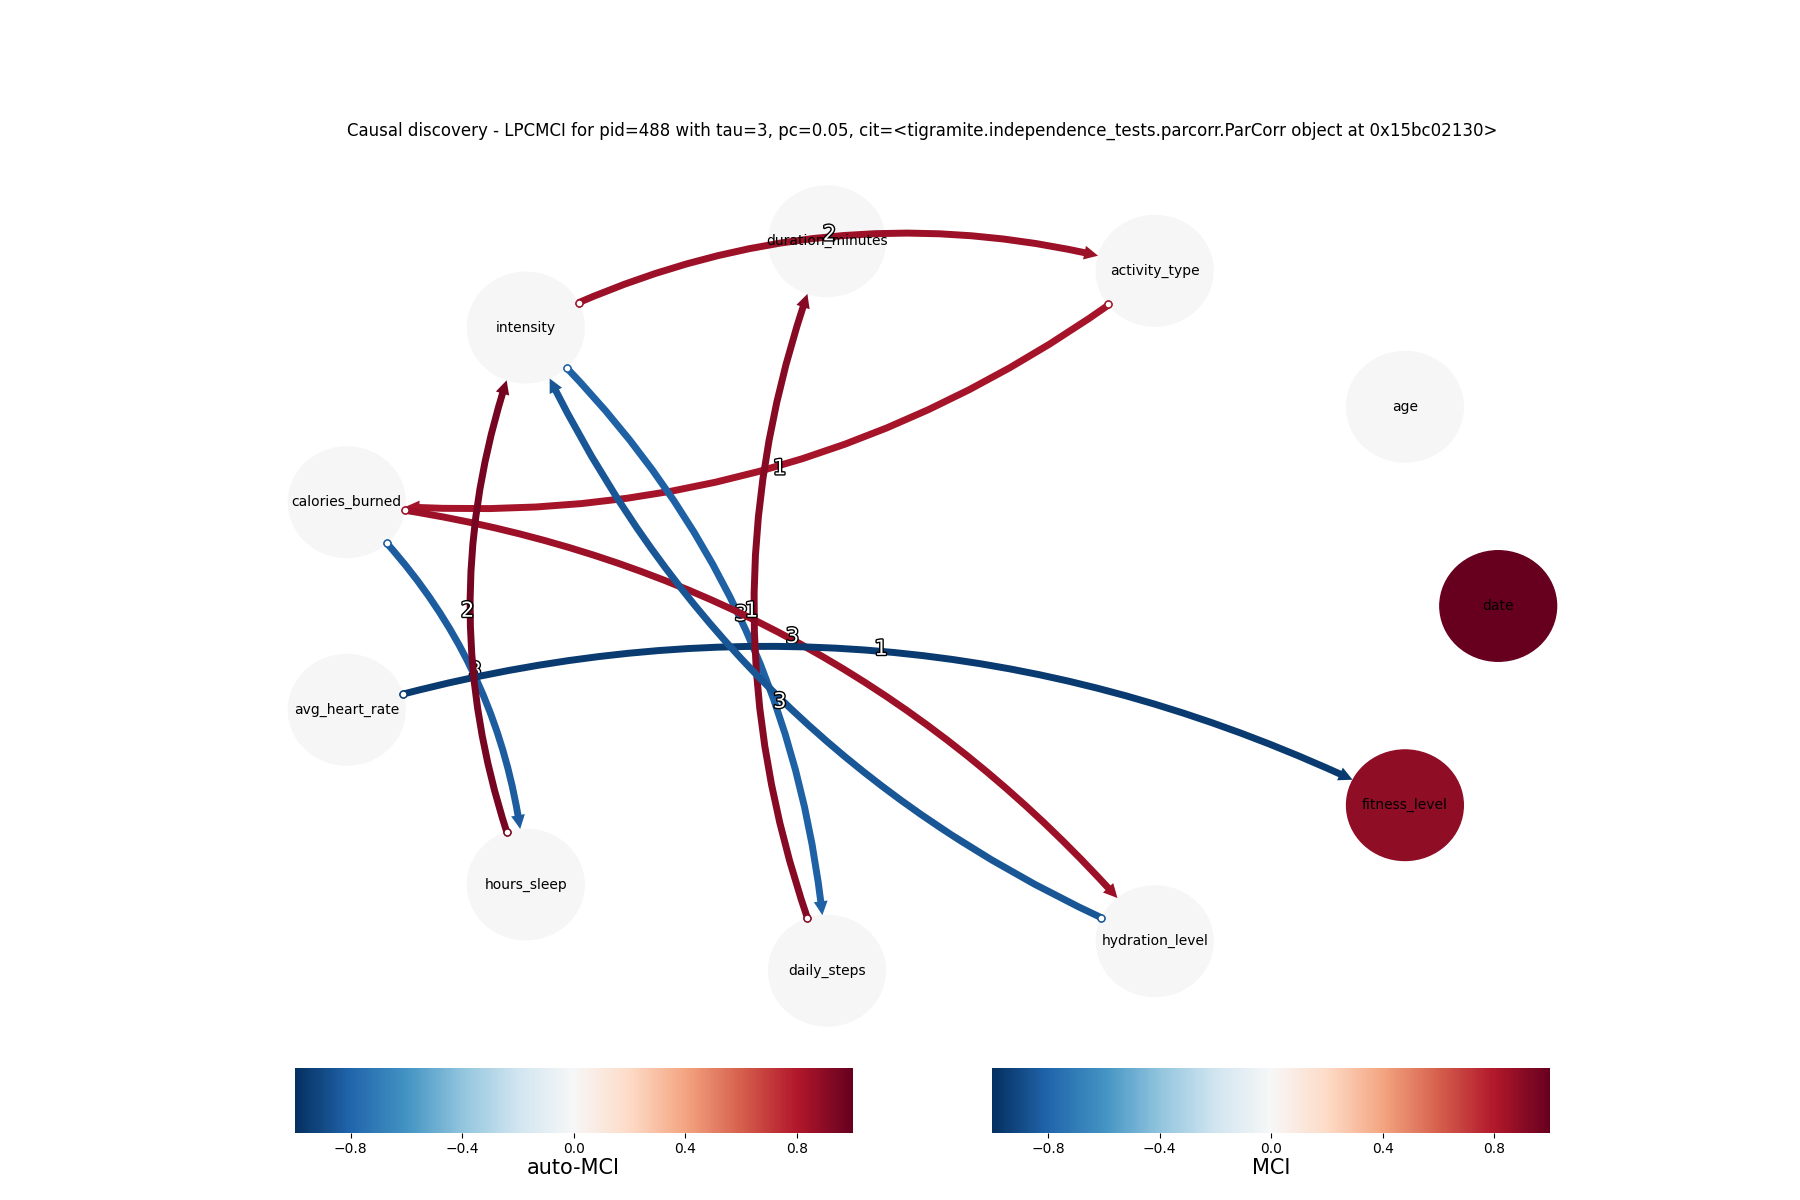 Causal discovery - LPCMCI for pid=488 with tau=3, pc=0.05, cit=<tigramite.independence_tests.parcorr.ParCorr object at 0x15bc02130>
2
duration_minutes
activity_type
intensity
age
1
calories_burned
date
2
3
1
3
1
3
avg_heart_rate
3
fitness_level
hours_sleep
hydration_level
daily_steps
−0.8 −0.4 0.0 0.4 0.8
auto-MCI
−0.8 −0.4 0.0 0.4 0.8
MCI